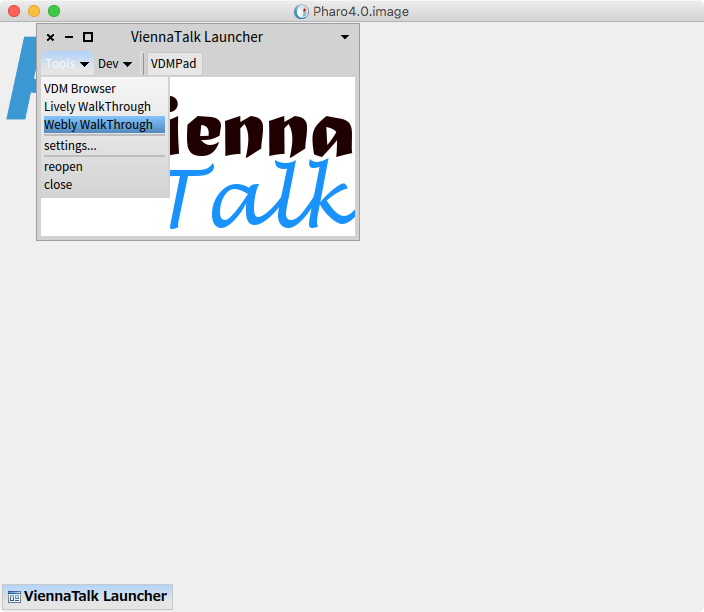 Pharo4.0.image
ViennaTalk Launcher
Tools Dev VDMPad
VDM Browser
Lively WalkThrough
Webly WalkThrough
settings...
reopen
close
ienna
Talk
ViennaTalk Launcher